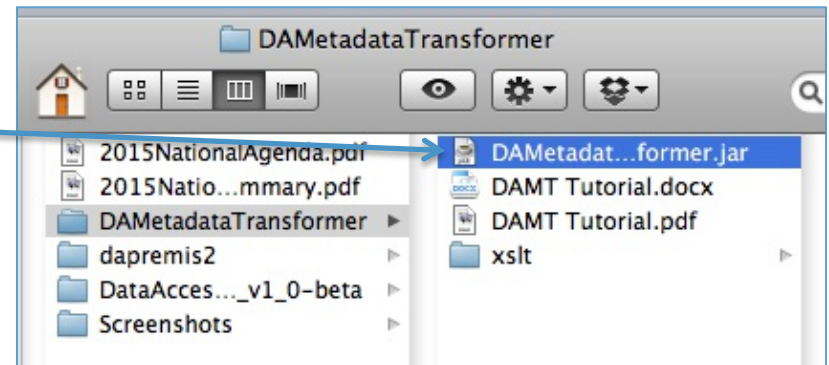 DAMetadataTransformer
2015NationalAgenda.pdf
2015Natio...mmary.pdf
DAMetadataTransformer
dapremis2
DataAcces..._v1_0-beta
Screenshots
DAMetadat...former.jar
DAMT Tutorial.docx
DAMT Tutorial.pdf
xslt